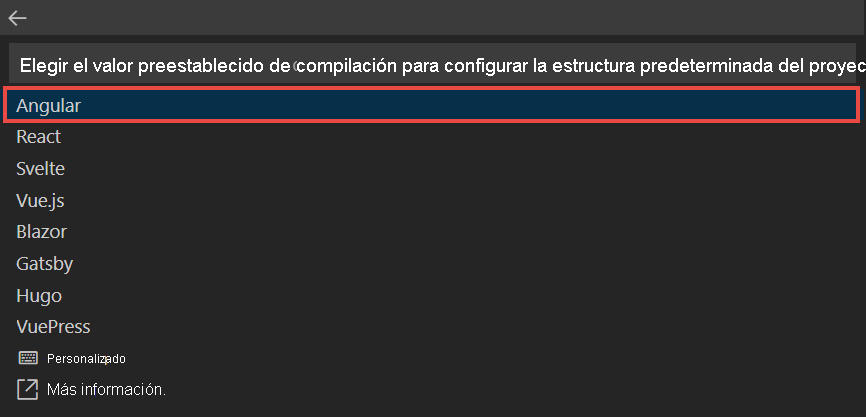 Elegir el valor preestablecido de compilación para configurar la estructura predeterminada del proyec
Angular
React
Svelte
Vue.js
Blazor
Gatsby
Hugo
VuePress
Personalizado
Más información.